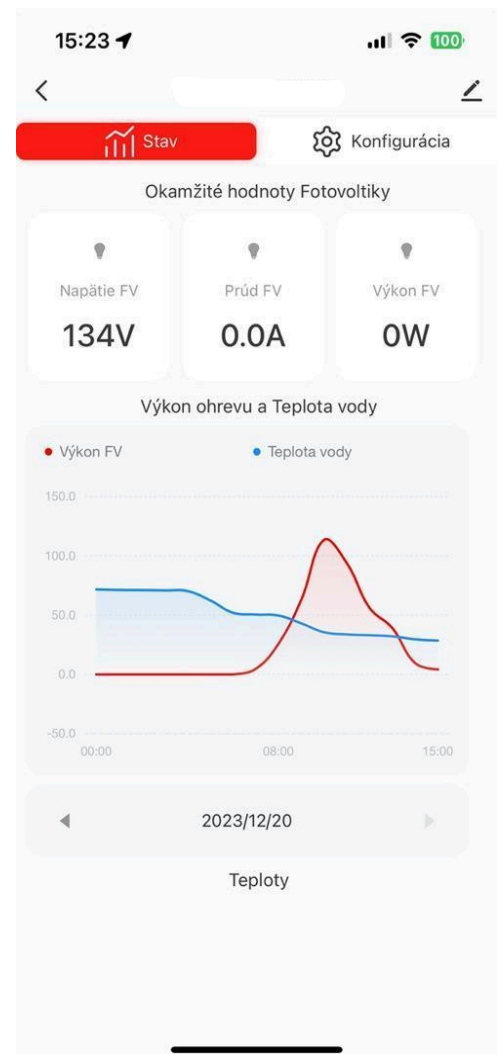 15:23
100
Stav
Konfigurácia
Okamžité hodnoty Fotovoltiky
Napätie FV
Prúd FV
Výkon FV
134V
0.0A
0W
Výkon ohrevu a Teplota vody
Výkon FV
Teplota vody
150.0
100.0
50.0
0.0
-50.0
00:00
08:00
15:00
2023/12/20
Teploty